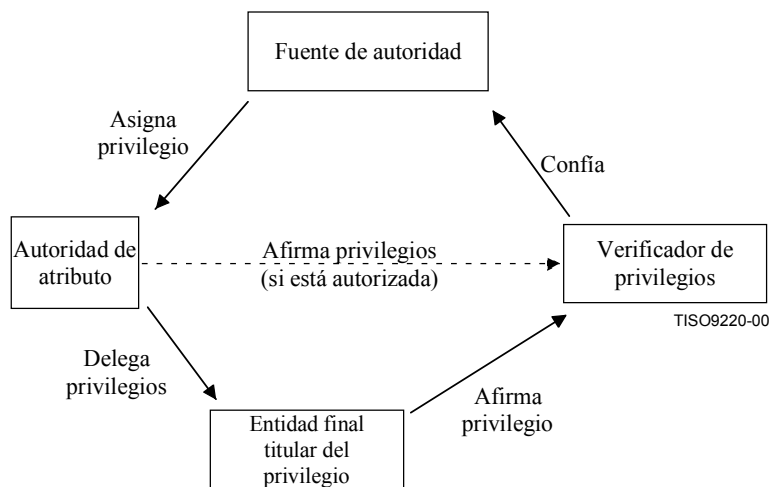 Fuente de autoridad
Asigna
privilegio
Confía
Autoridad de
atributo
Afirma privilegios
(si está autorizada)
Verificador de
privilegios
TISO9220-00
Delega
privilegios
Afirma
privilegio
Entidad final
titular del
privilegio